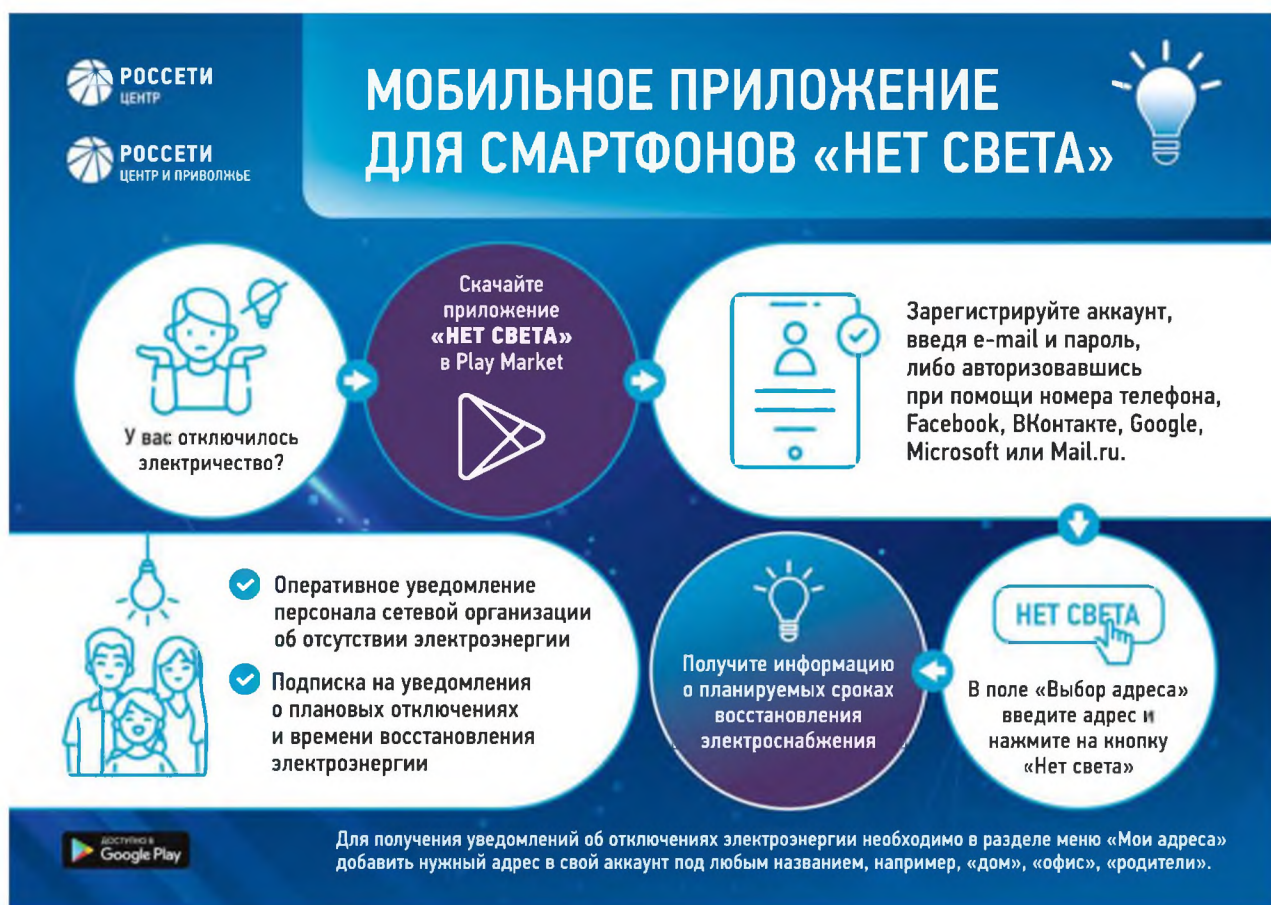 РОССЕТИ
ЦЕНТР
РОССЕТИ
ЦЕНТР И ПРИВОЛЖЬЕ
МОБИЛЬНОЕ ПРИЛОЖЕНИЕ
ДЛЯ СМАРТФОНОВ «НЕТ СВЕТА»
У вас отключилось
электричество?
Скачайте
приложение
«НЕТ СВЕТА»
в Play Market
Зарегистрируйте аккаунт,
введя e-mail и пароль,
либо авторизовавшись
при помощи номера телефона,
Facebook, ВКонтакте, Google,
Microsoft или Mail.ru.
НЕТ СВЕТА
В поле «Выбор адреса»
введите адрес и
нажмите на кнопку
«Нет света»
Получите информацию
о планируемых сроках
восстановления
электроснабжения
Оперативное уведомление
персонала сетевой организации
об отсутствии электроэнергии
Подписка на уведомления
о плановых отключениях
и времени восстановления
электроэнергии
ДОСТУПНО В
Google Play
Для получения уведомлений об отключениях электроэнергии необходимо в разделе меню «Мои адреса»
добавить нужный адрес в свой аккаунт под любым названием, например, «дом», «офис», «родители».